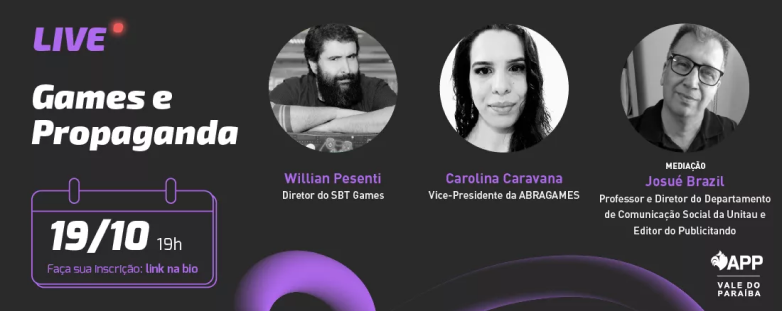 LIVE
Games e
Propaganda
19/10 19h
Faça sua inscrição: link na bio
Willian Pesenti
Diretor do SBT Games
Carolina Caravana
Vice-Presidente da ABRAGAMES
MEDIAÇÃO
Josué Brazil
Professor e Diretor do Departamento
de Comunicação Social da Unitau e
Editor do Publicitando
APP
VALE DO
PARAÍBA